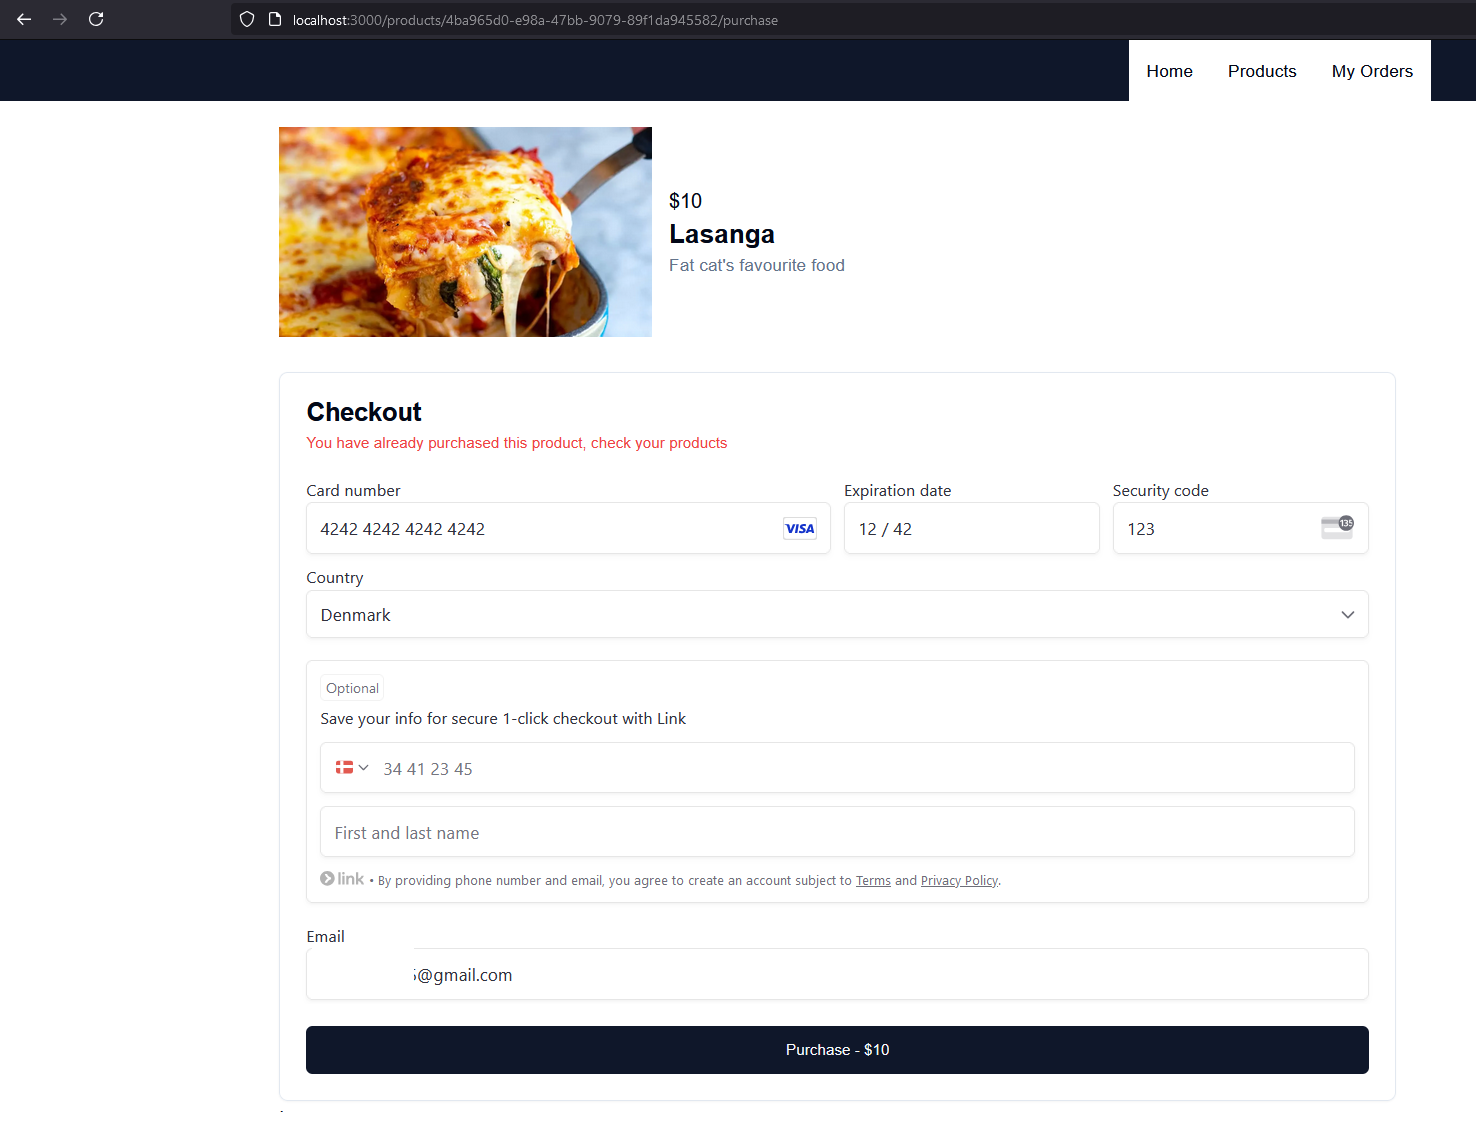 localhost:3000/products/4ba965d0-e98a-47bb-9079-89f1da945582/purchase
Home Products My Orders
$10
Lasanga
Fat cat's favourite food
Checkout
You have already purchased this product, check your products
Card number Expiration date Security code
4242 4242 4242 4242 VISA 12 / 42 123 135
Country
Denmark
Optional
Save your info for secure 1-click checkout with Link
34 41 23 45
First and last name
link • By providing phone number and email, you agree to create an account subject to Terms and Privacy Policy.
Email
@gmail.com
Purchase - $10